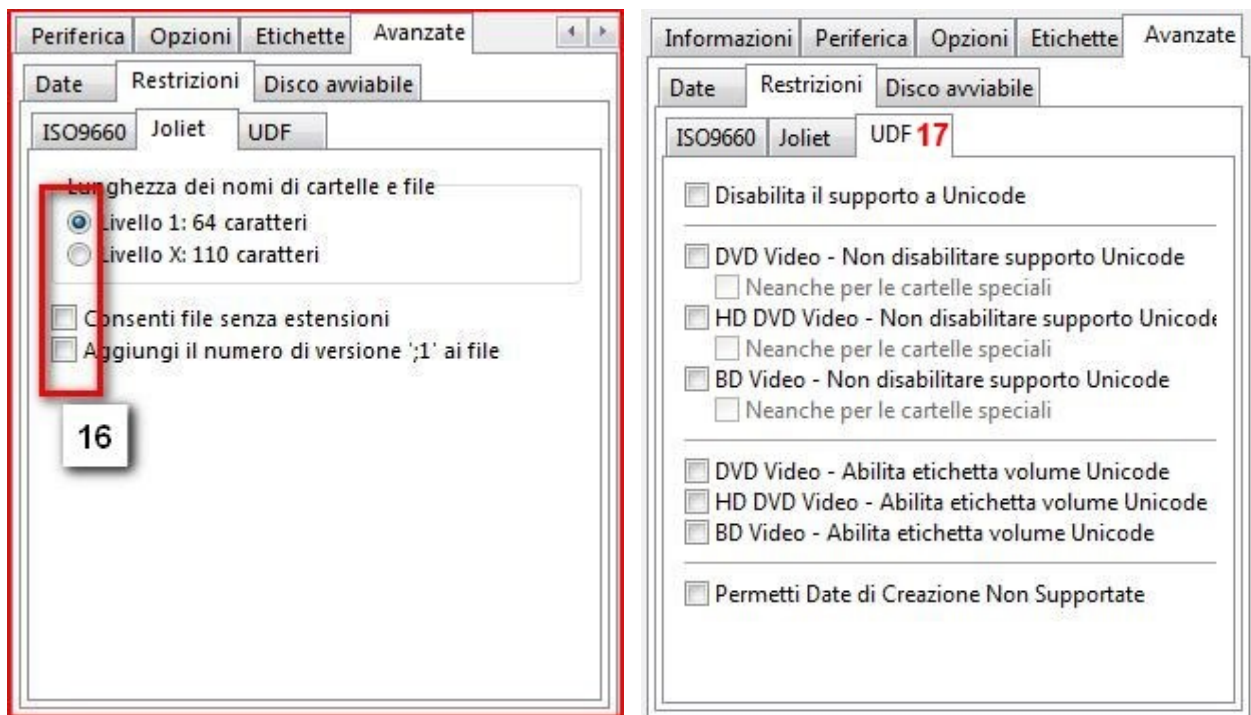 Periferica Opzioni Etichette Avanzate
Date Restrizioni Disco avviabile
ISO9660 Joliet UDF
Lunghezza dei nomi di cartelle e file
Livello 1: 64 caratteri
Livello X: 110 caratteri
Consenti file senza estensioni
Aggiungi il numero di versione ';1' ai file
16
Informazioni Periferica Opzioni Etichette Avanzate
Date Restrizioni Disco avviabile
ISO9660 Joliet UDF 17
Disabilita il supporto a Unicode
DVD Video - Non disabilitare supporto Unicode
Neanche per le cartelle speciali
HD DVD Video - Non disabilitare supporto Unicode
Neanche per le cartelle speciali
BD Video - Non disabilitare supporto Unicode
Neanche per le cartelle speciali
DVD Video - Abilita etichetta volume Unicode
HD DVD Video - Abilita etichetta volume Unicode
BD Video - Abilita etichetta volume Unicode
Permetti Date di Creazione Non Supportate